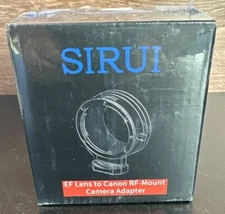 SIRUI
EF Lens to Canon RF-Mount
Camera Adapter